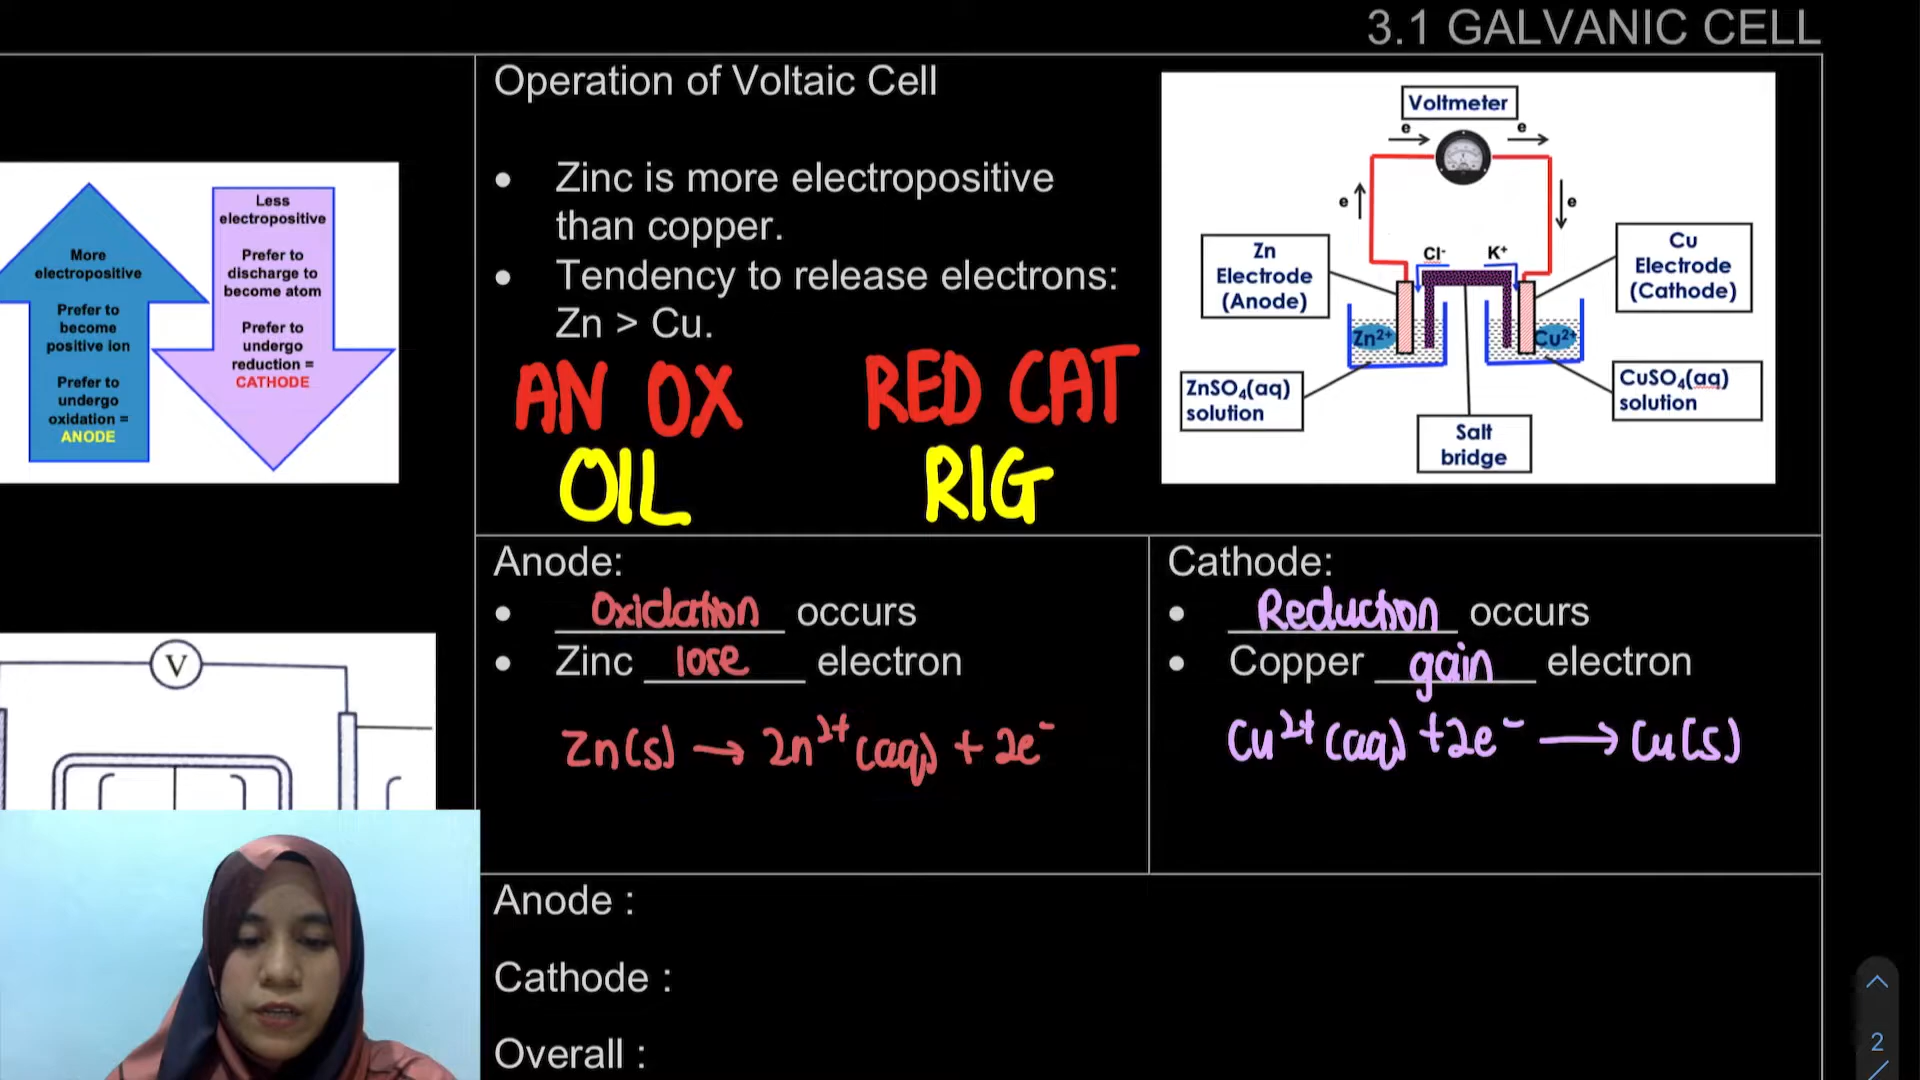 3.1 GALVANIC CELL
More
electropositive
Prefer to
become
positive ion
Prefer to
undergo
oxidation =
ANODE
Less
electropositive
Prefer to
discharge to
become atom
Prefer to
undergo
reduction =
CATHODE
V
Operation of Voltaic Cell
• Zinc is more electropositive
than copper.
• Tendency to release electrons:
Zn > Cu.
AN OX RED CAT
OIL RIG
Voltmeter
e e
e e
Zn
Electrode
(Anode)
Cl⁻ K⁺
Cu
Electrode
(Cathode)
Zn²⁺ Cu²⁺
ZnSO₄(aq)
solution
CuSO₄(aq)
solution
Salt
bridge
Anode:
• Oxidation occurs
• Zinc lose electron
Zn(s) → Zn²⁺(aq) + 2e⁻
Cathode:
• Reduction occurs
• Copper gain electron
Cu²⁺(aq) + 2e⁻ → Cu(s)
Anode :
Cathode :
Overall :
2